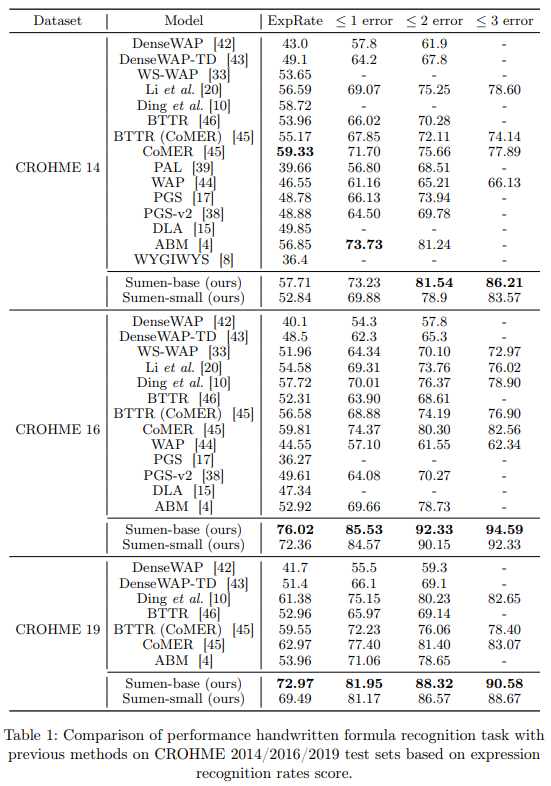 Dataset Model ExpRate ≤ 1 error ≤ 2 error ≤ 3 error
DenseWAP [42] 43.0 57.8 61.9 -
DenseWAP-TD [43] 49.1 64.2 67.8 -
WS-WAP [33] 53.65 - - -
Li et al. [20] 56.59 69.07 75.25 78.60
Ding et al. [10] 58.72 - - -
BTTR [46] 53.96 66.02 70.28 -
BTTR (CoMER) [45] 55.17 67.85 72.11 74.14
CoMER [45] 59.33 71.70 75.66 77.89
CROHME 14 PAL [39] 39.66 56.80 68.51 -
WAP [44] 46.55 61.16 65.21 66.13
PGS [17] 48.78 66.13 73.94 -
PGS-v2 [38] 48.88 64.50 69.78 -
DLA [15] 49.85 - - -
ABM [4] 56.85 73.73 81.24 -
WYGIWYS [8] 36.4 - - -
Sumen-base (ours) 57.71 73.23 81.54 86.21
Sumen-small (ours) 52.84 69.88 78.9 83.57
DenseWAP [42] 40.1 54.3 57.8 -
DenseWAP-TD [43] 48.5 62.3 65.3 -
WS-WAP [33] 51.96 64.34 70.10 72.97
Li et al. [20] 54.58 69.31 73.76 76.02
Ding et al. [10] 57.72 70.01 76.37 78.90
BTTR [46] 52.31 63.90 68.61 -
BTTR (CoMER) [45] 56.58 68.88 74.19 76.90
CROHME 16 CoMER [45] 59.81 74.37 80.30 82.56
WAP [44] 44.55 57.10 61.55 62.34
PGS [17] 36.27 - - -
PGS-v2 [38] 49.61 64.08 70.27 -
DLA [15] 47.34 - - -
ABM [4] 52.92 69.66 78.73 -
Sumen-base (ours) 76.02 85.53 92.33 94.59
Sumen-small (ours) 72.36 84.57 90.15 92.33
DenseWAP [42] 41.7 55.5 59.3 -
DenseWAP-TD [43] 51.4 66.1 69.1 -
Ding et al. [10] 61.38 75.15 80.23 82.65
BTTR [46] 52.96 65.97 69.14 -
CROHME 19 BTTR (CoMER) [45] 59.55 72.23 76.06 78.40
CoMER [45] 62.97 77.40 81.40 83.07
ABM [4] 53.96 71.06 78.65 -
Sumen-base (ours) 72.97 81.95 88.32 90.58
Sumen-small (ours) 69.49 81.17 86.57 88.67
Table 1: Comparison of performance handwritten formula recognition task with
previous methods on CROHME 2014/2016/2019 test sets based on expression
recognition rates score.